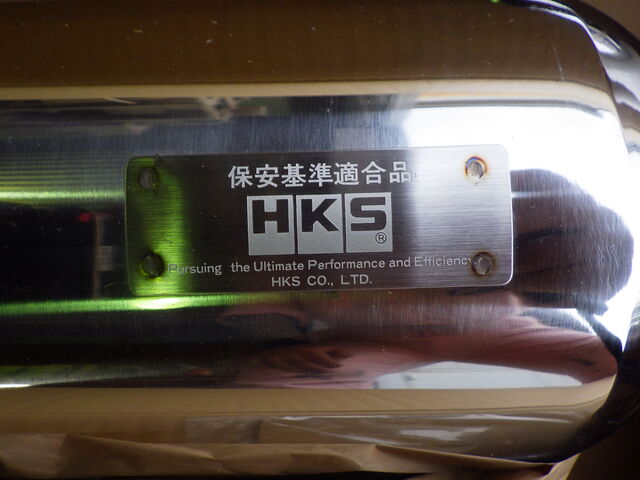 保安基準適合品
HKS®
Pursuing the Ultimate Performance and Efficiency
HKS CO., LTD.